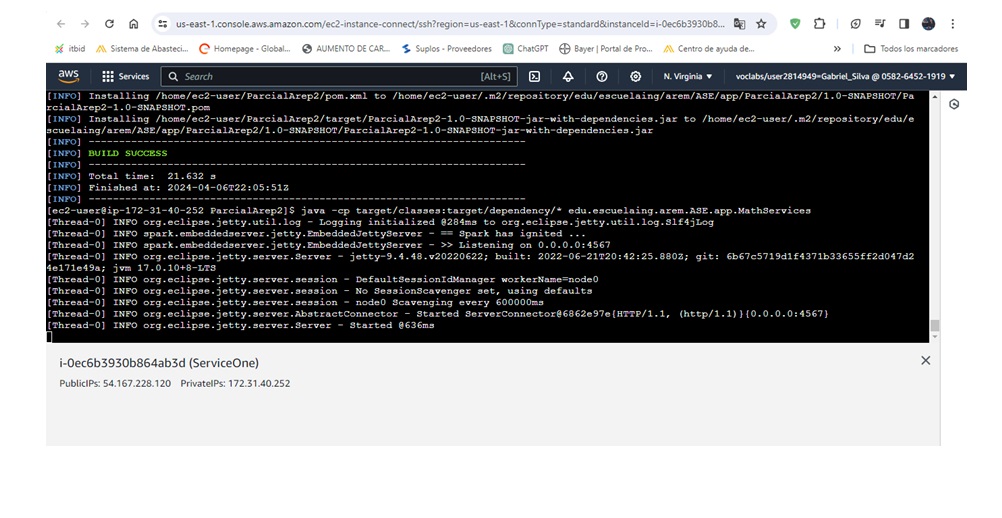 us-east-1.console.aws.amazon.com/ec2-instance-connect/ssh?region=us-east-1&connType=standard&instanceId=i-0ec6b3930b8...
itbid Sistema de Abasteci... Homepage - Global... AUMENTO DE CAR... Suplos - Proveedores ChatGPT Bayer | Portal de Pro... Centro de ayuda de... » Todos los marcadores
aws Services Search [Alt+S] N. Virginia ▼ voclabs/user2814949=Gabriel_Silva @ 0582-6452-1919 ▼
[INFO] Installing /home/ec2-user/ParcialArep2/pom.xml to /home/ec2-user/.m2/repository/edu/escuelaing/arem/ASE/app/ParcialArep2/1.0-SNAPSHOT/Pa
rcialArep2-1.0-SNAPSHOT.pom
[INFO] Installing /home/ec2-user/ParcialArep2/target/ParcialArep2-1.0-SNAPSHOT-jar-with-dependencies.jar to /home/ec2-user/.m2/repository/edu/e
scuelaing/arem/ASE/app/ParcialArep2/1.0-SNAPSHOT/ParcialArep2-1.0-SNAPSHOT-jar-with-dependencies.jar
[INFO] ------------------------------------------------------------------------
[INFO] BUILD SUCCESS
[INFO] ------------------------------------------------------------------------
[INFO] Total time:  21.632 s
[INFO] Finished at: 2024-04-06T22:05:51Z
[INFO] ------------------------------------------------------------------------
[ec2-user@ip-172-31-40-252 ParcialArep2]$ java -cp target/classes:target/dependency/* edu.escuelaing.arem.ASE.app.MathServices
[Thread-0] INFO org.eclipse.jetty.util.log - Logging initialized @284ms to org.eclipse.jetty.util.log.Slf4jLog
[Thread-0] INFO spark.embeddedserver.jetty.EmbeddedJettyServer - == Spark has ignited ...
[Thread-0] INFO spark.embeddedserver.jetty.EmbeddedJettyServer - >> Listening on 0.0.0.0:4567
[Thread-0] INFO org.eclipse.jetty.server.Server - jetty-9.4.48.v20220622; built: 2022-06-21T20:42:25.880Z; git: 6b67c5719d1f4371b33655ff2d047d2
4e171e49a; jvm 17.0.10+8-LTS
[Thread-0] INFO org.eclipse.jetty.server.session - DefaultSessionIdManager workerName=node0
[Thread-0] INFO org.eclipse.jetty.server.session - No SessionScavenger set, using defaults
[Thread-0] INFO org.eclipse.jetty.server.session - node0 Scavenging every 600000ms
[Thread-0] INFO org.eclipse.jetty.server.AbstractConnector - Started ServerConnector@6862e97e{HTTP/1.1, (http/1.1)}{0.0.0.0:4567}
[Thread-0] INFO org.eclipse.jetty.server.Server - Started @636ms
i-0ec6b3930b864ab3d (ServiceOne)
PublicIPs: 54.167.228.120 PrivateIPs: 172.31.40.252